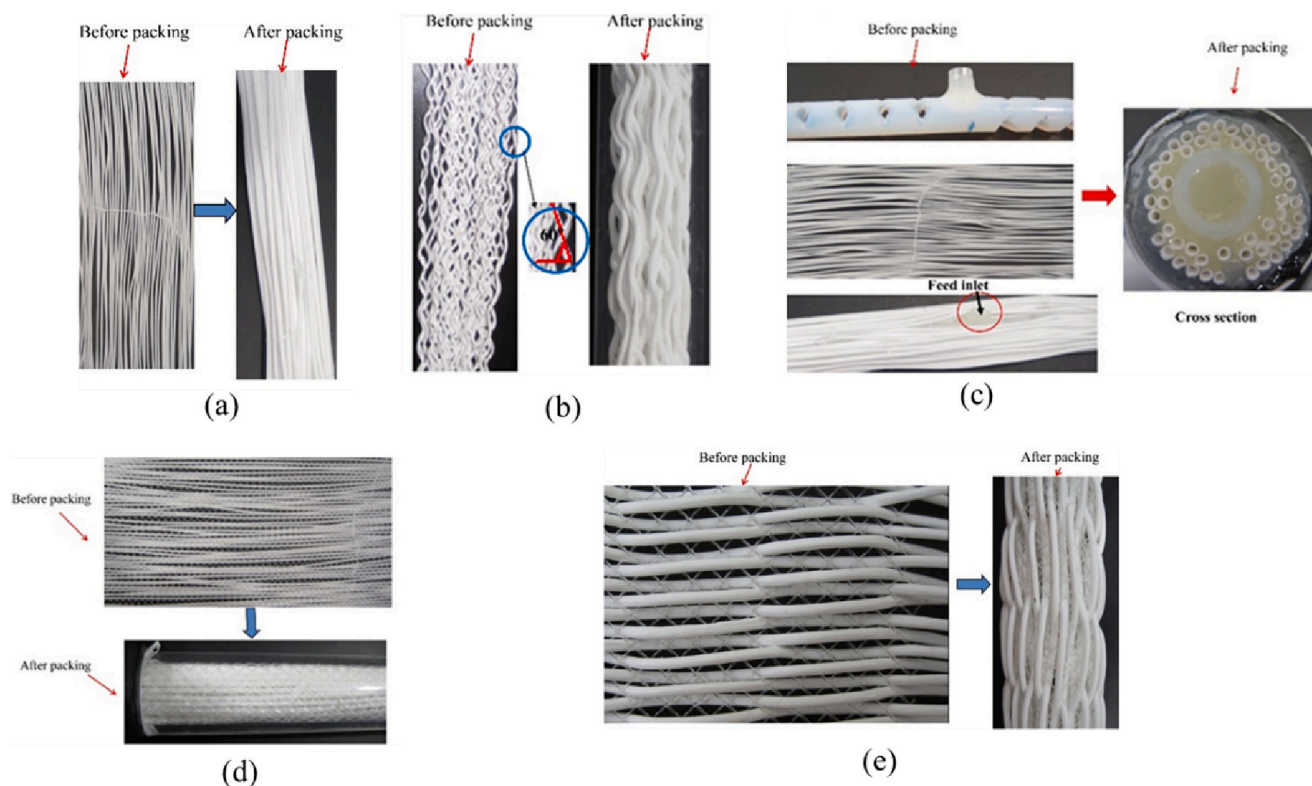 Before packing
After packing
(a)
Before packing
After packing
60°
(b)
Before packing
After packing
Feed inlet
Cross section
(c)
Before packing
After packing
(d)
Before packing
After packing
(e)